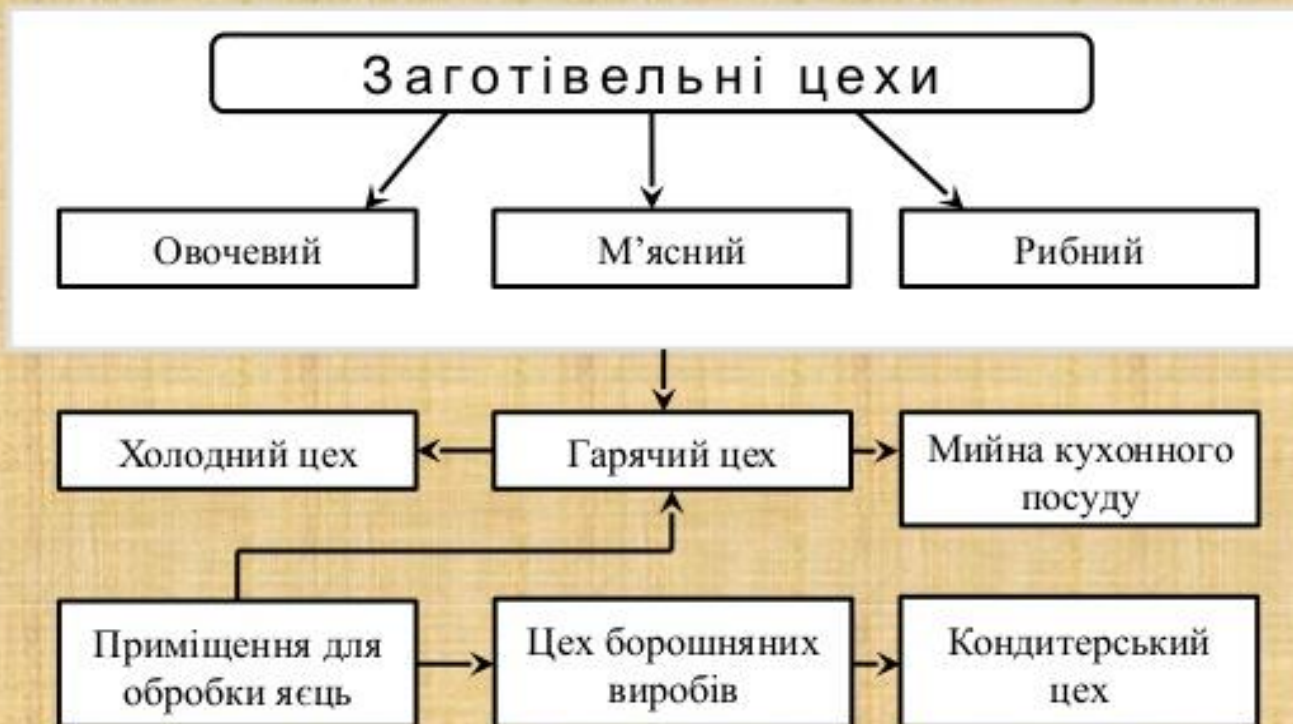 Заготівельні цехи
Овочевий
М’ясний
Рибний
Холодний цех
Гарячий цех
Мийна кухонного
посуду
Приміщення для
обробки яєць
Цех борошняних
виробів
Кондитерський
цех